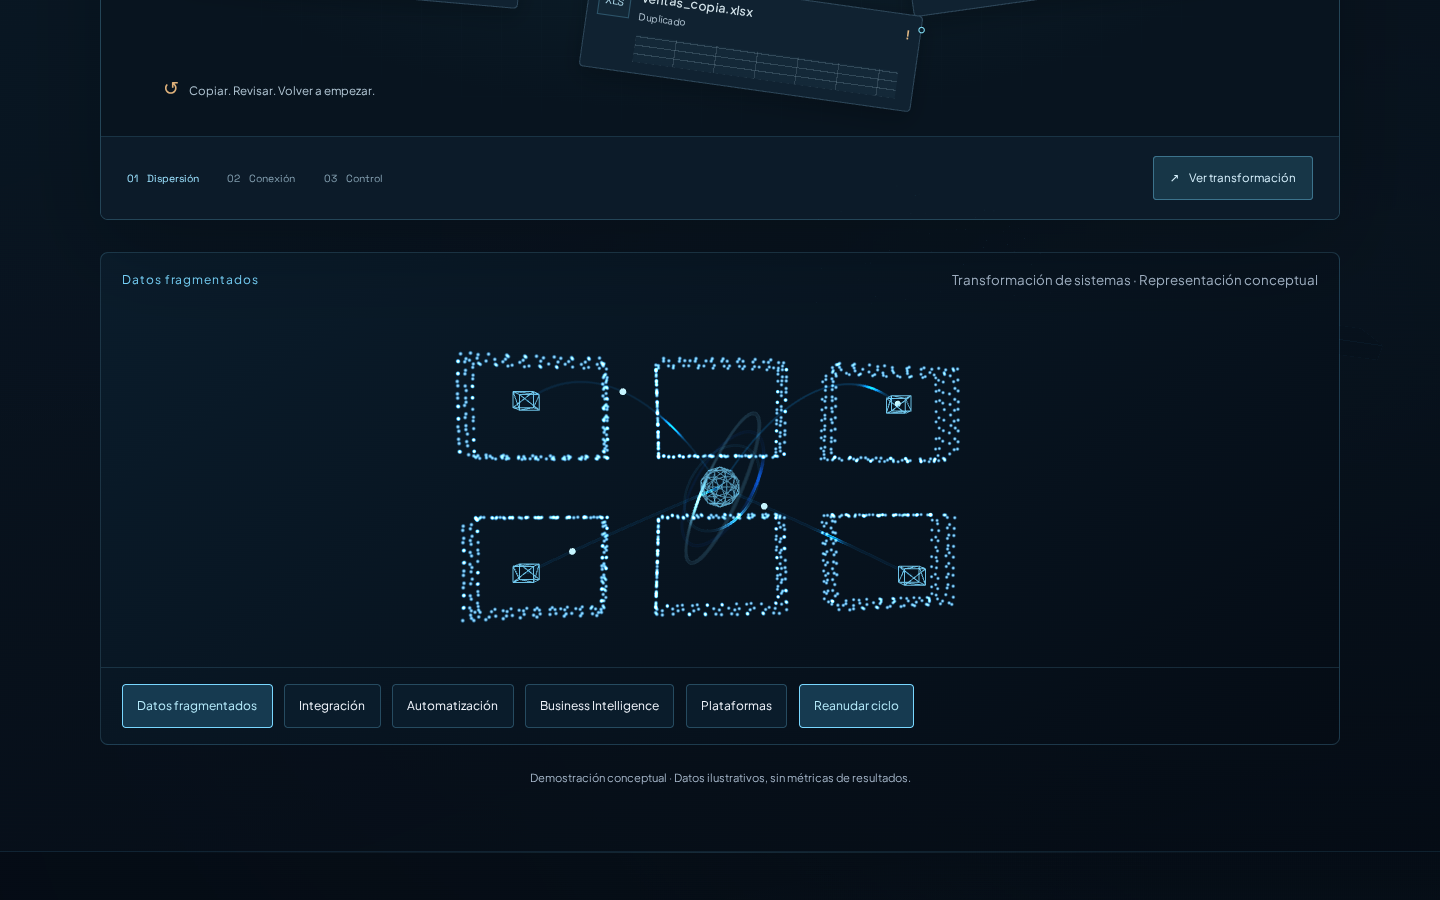 XLS
ventas_copia.xlsx
Duplicado
!
↺ Copiar. Revisar. Volver a empezar.
01 Dispersión 02 Conexión 03 Control
↗ Ver transformación
Datos fragmentados
Transformación de sistemas · Representación conceptual
Datos fragmentados Integración Automatización Business Intelligence Plataformas Reanudar ciclo
Demostración conceptual · Datos ilustrativos, sin métricas de resultados.